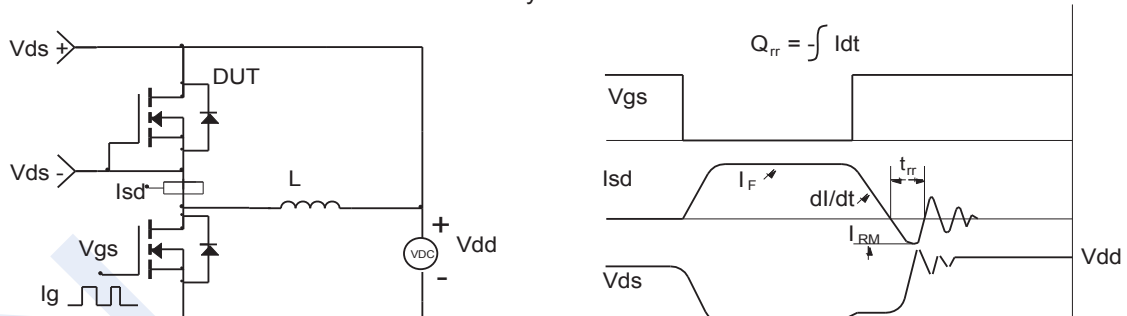 Vds +
DUT
Vds -
Isd
L
Vgs
Ig
+
VDC
-
Vdd
Qrr = -∫ Idt
Vgs
Isd
IF
dI/dt
trr
IRM
Vds
Vdd